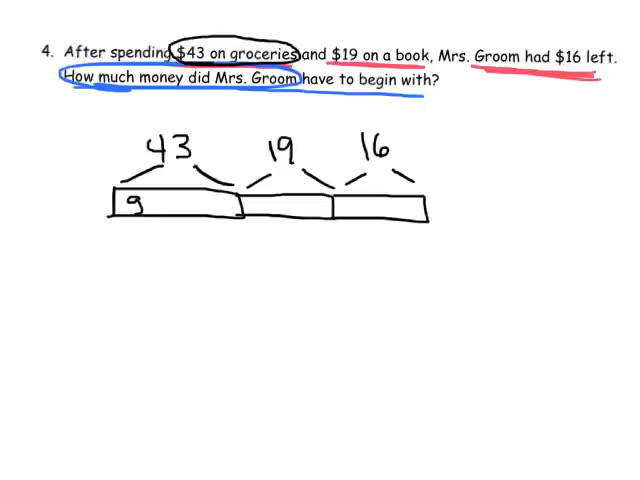 4. After spending $43 on groceries and $19 on a book, Mrs. Groom had $16 left.
How much money did Mrs. Groom have to begin with?
43 19 16
g